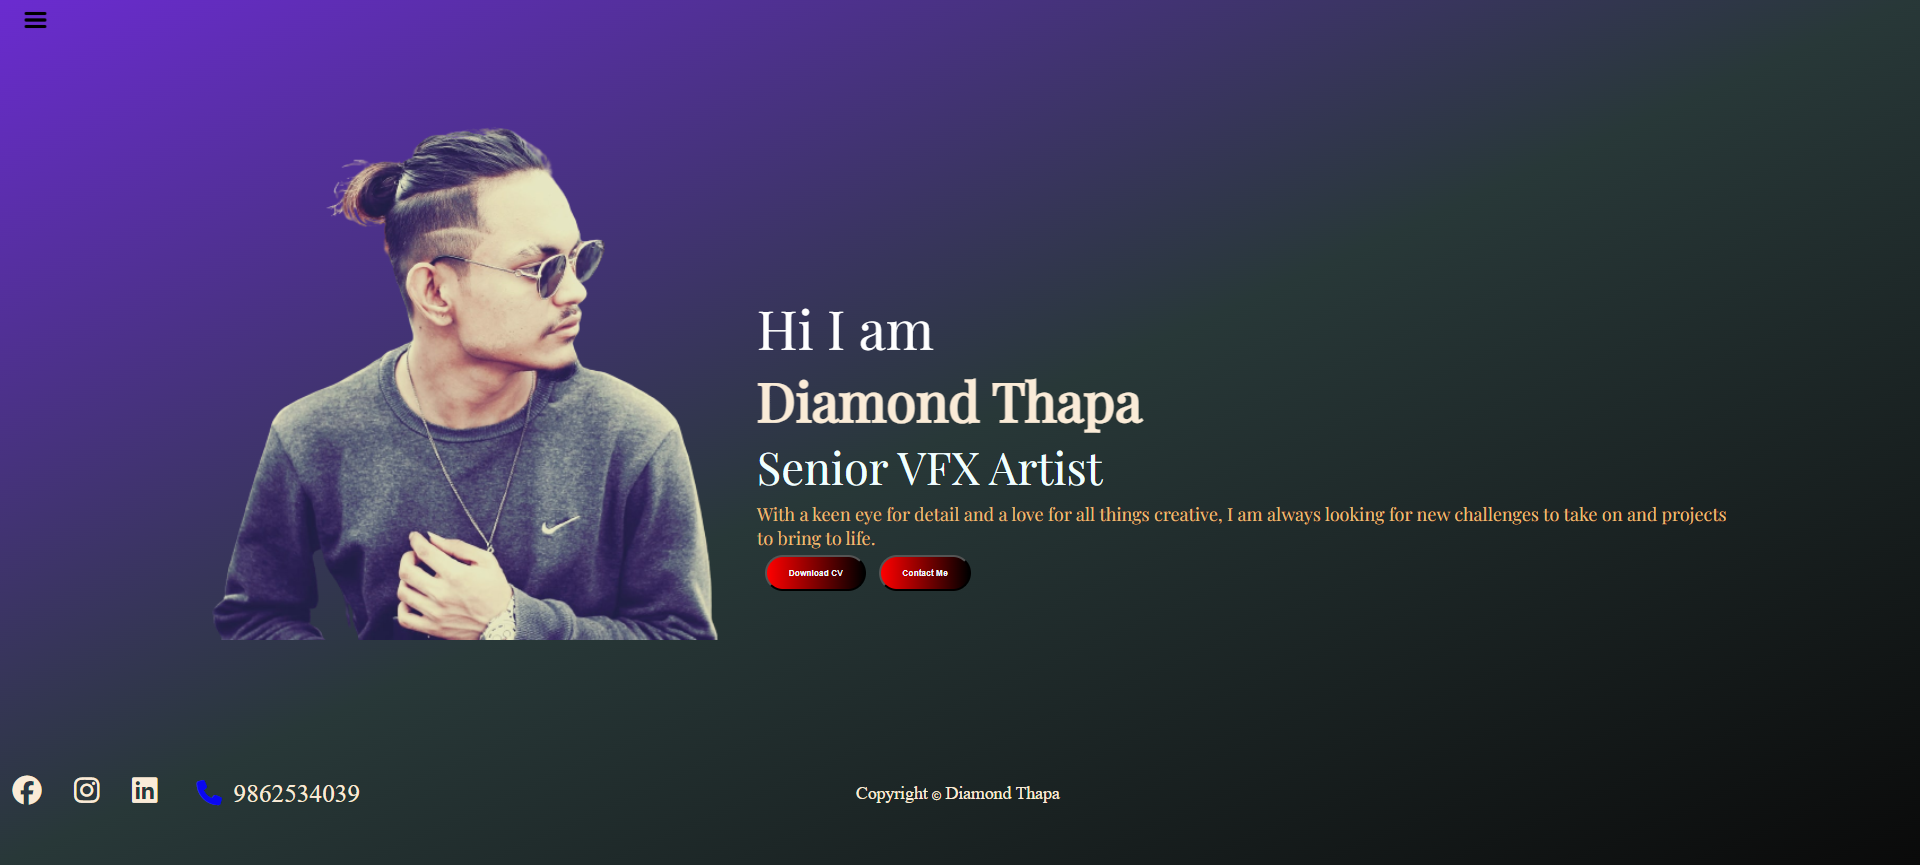 Hi I am
Diamond Thapa
Senior VFX Artist
With a keen eye for detail and a love for all things creative, I am always looking for new challenges to take on and projects
to bring to life.
Download CV Contact Me
9862534039 Copyright © Diamond Thapa